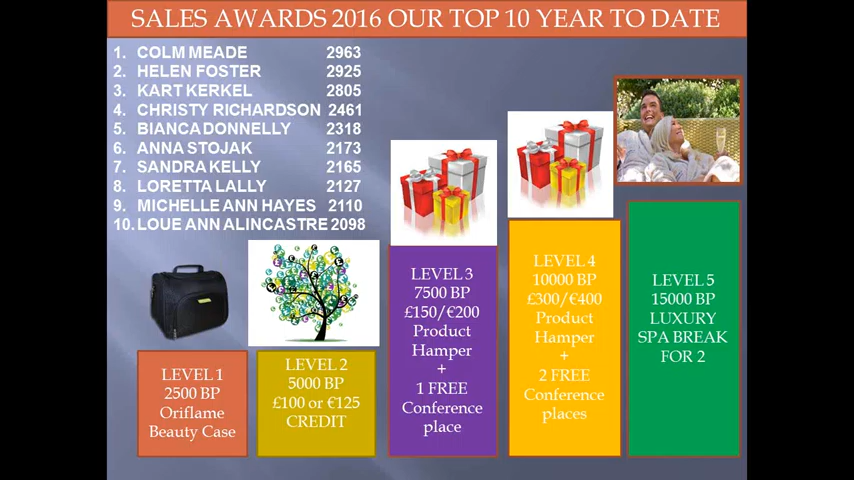 SALES AWARDS 2016 OUR TOP 10 YEAR TO DATE
1. COLM MEADE 2963
2. HELEN FOSTER 2925
3. KART KERKEL 2805
4. CHRISTY RICHARDSON 2461
5. BIANCA DONNELLY 2318
6. ANNA STOJAK 2173
7. SANDRA KELLY 2165
8. LORETTA LALLY 2127
9. MICHELLE ANN HAYES 2110
10. LOUE ANN ALINCASTRE 2098
LEVEL 1
2500 BP
Oriflame
Beauty Case
LEVEL 2
5000 BP
£100 or €125
CREDIT
LEVEL 3
7500 BP
£150/€200
Product
Hamper
+
1 FREE
Conference
place
LEVEL 4
10000 BP
£300/€400
Product
Hamper
+
2 FREE
Conference
places
LEVEL 5
15000 BP
LUXURY
SPA BREAK
FOR 2